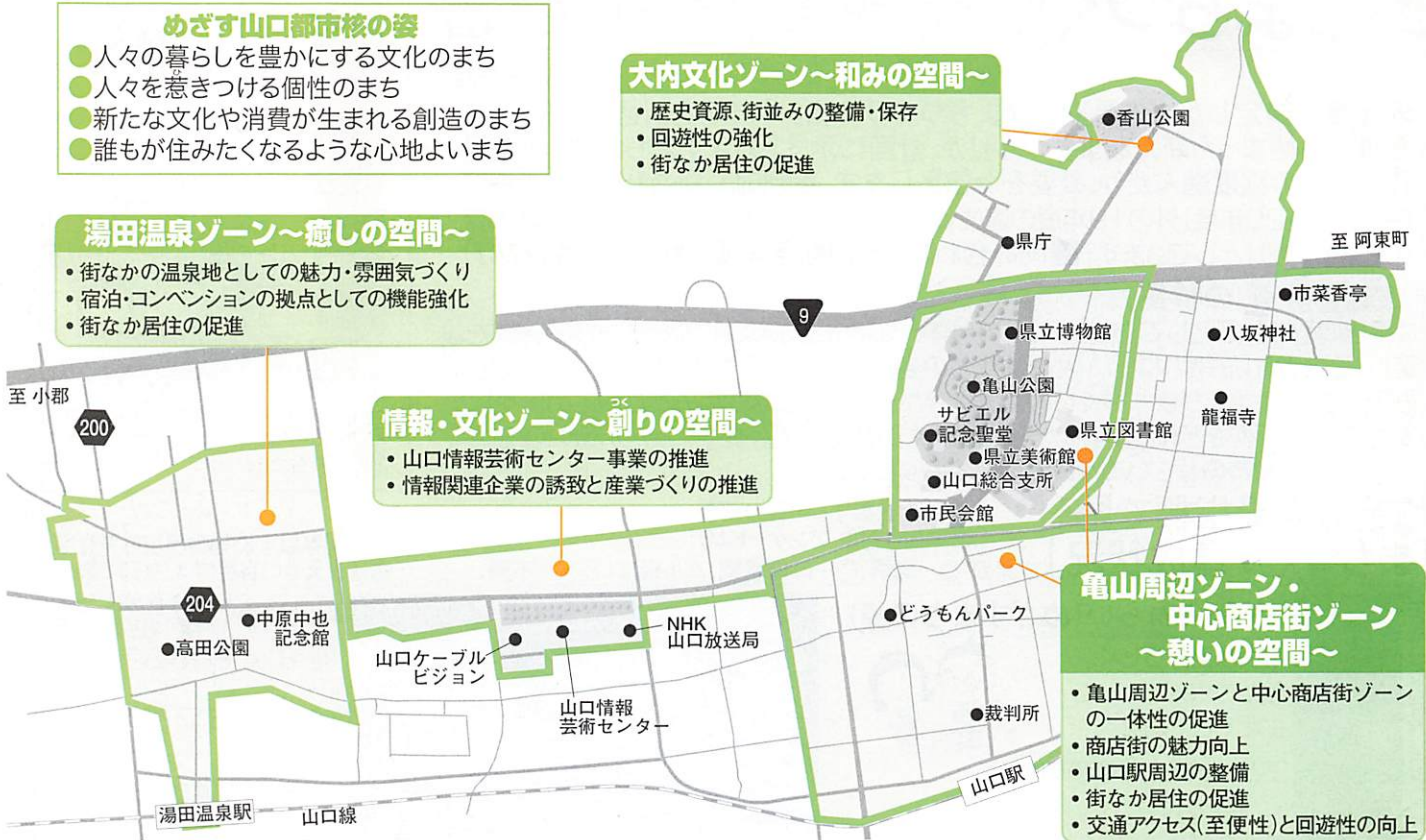 めざす山口都市核の姿
●人々の暮らしを豊かにする文化のまち
●人々を惹きつける個性のまち
ひ
●新たな文化や消費が生まれる創造のまち
●誰もが住みたくなるような心地よいまち
大内文化ゾーン～和みの空間～
• 歴史資源、街並みの整備・保存
• 回遊性の強化
• 街なか居住の促進
湯田温泉ゾーン～癒しの空間～
• 街なかの温泉地としての魅力・雰囲気づくり
• 宿泊・コンベンションの拠点としての機能強化
• 街なか居住の促進
情報・文化ゾーン～創りの空間～
つく
• 山口情報芸術センター事業の推進
• 情報関連企業の誘致と産業づくりの推進
亀山周辺ゾーン・
中心商店街ゾーン
～憩いの空間～
• 亀山周辺ゾーンと中心商店街ゾーン
の一体性の促進
• 商店街の魅力向上
• 山口駅周辺の整備
• 街なか居住の促進
• 交通アクセス(至便性)と回遊性の向上
●香山公園
●県庁
至 阿東町
●市菜香亭
9
●県立博物館
●八坂神社
●亀山公園
龍福寺
サビエル
●記念聖堂
●県立図書館
●県立美術館
●山口総合支所
●市民会館
至 小郡
200
204
●中原中也
記念館
●高田公園
山口ケーブル
ビジョン
山口情報
芸術センター
NHK
山口放送局
●どうもんパーク
●裁判所
山口駅
湯田温泉駅
山口線